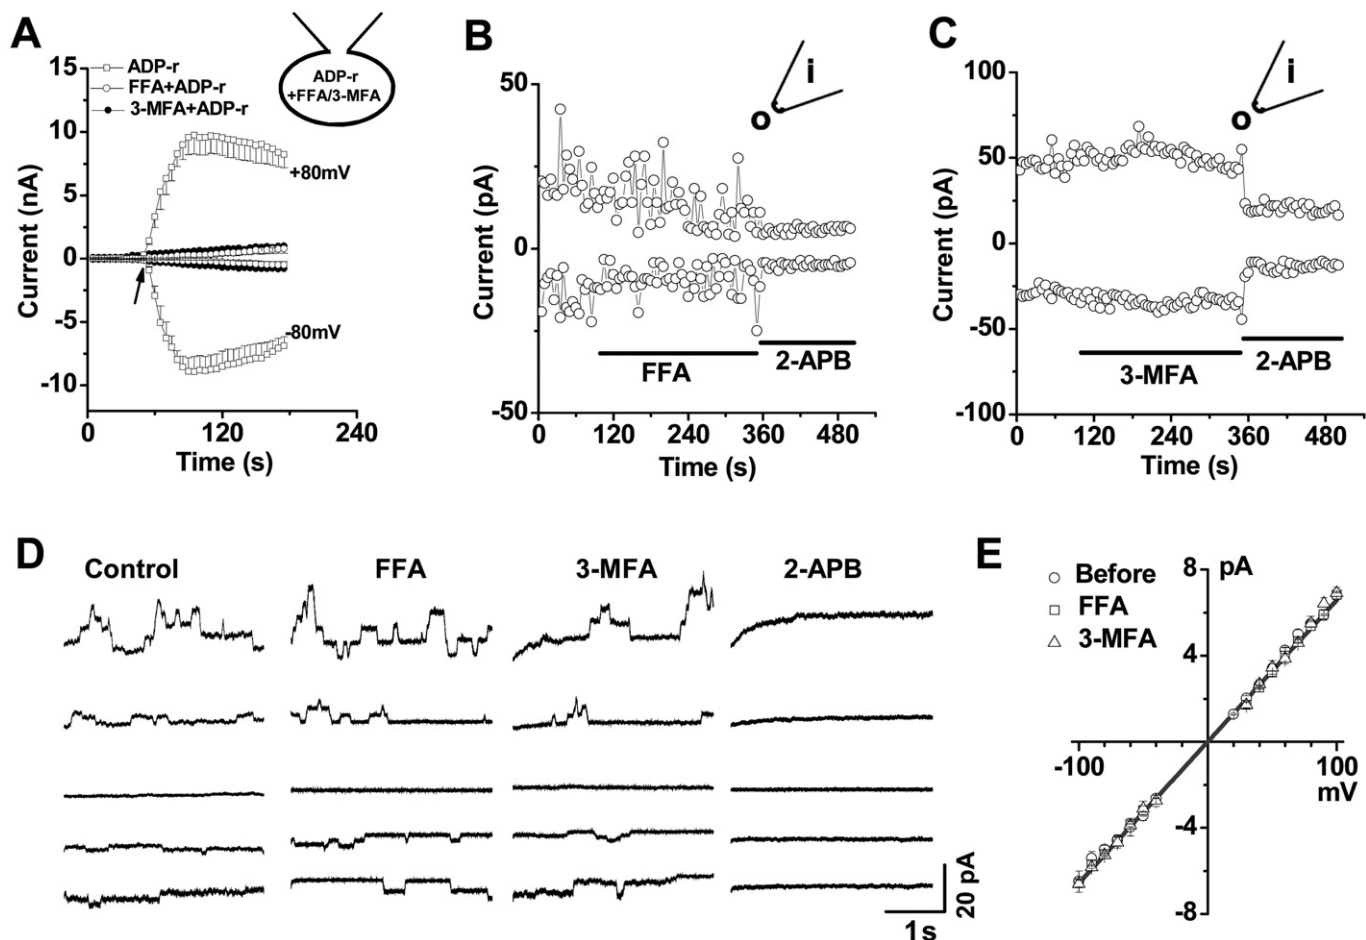 A
ADP-r
FFA+ADP-r
3-MFA+ADP-r
ADP-r
+FFA/3-MFA
+80mV
-80mV
Current (nA)
15
10
5
0
-5
-10
0
120
240
Time (s)
B
i
o
Current (pA)
50
0
-50
FFA
2-APB
0
120
240
360
480
Time (s)
C
i
o
Current (pA)
100
50
0
-50
-100
3-MFA
2-APB
0
120
240
360
480
Time (s)
D
Control
FFA
3-MFA
2-APB
20 pA
1s
E
Before
FFA
3-MFA
pA
8
4
-4
-8
-100
100
mV